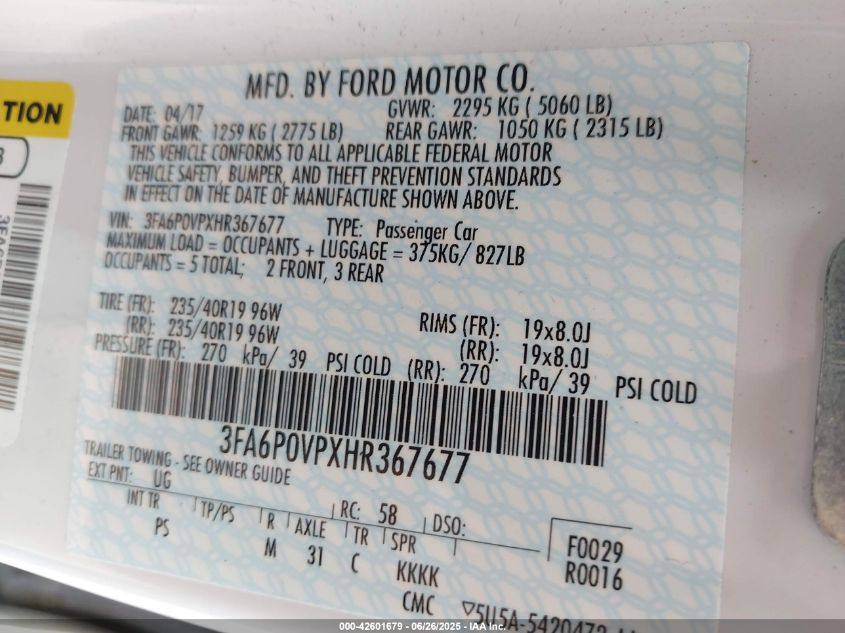 MFD. BY FORD MOTOR CO.
DATE: 04/17 GVWR: 2295 KG ( 5060 LB)
FRONT GAWR: 1259 KG ( 2775 LB) REAR GAWR: 1050 KG ( 2315 LB)
THIS VEHICLE CONFORMS TO ALL APPLICABLE FEDERAL MOTOR
VEHICLE SAFETY, BUMPER, AND THEFT PREVENTION STANDARDS
IN EFFECT ON THE DATE OF MANUFACTURE SHOWN ABOVE.
VIN: 3FA6P0VPXHR367677 TYPE: Passenger Car
MAXIMUM LOAD = OCCUPANTS + LUGGAGE = 375KG/ 827LB
OCCUPANTS = 5 TOTAL; 2 FRONT, 3 REAR
TIRE (FR): 235/40R19 96W RIMS (FR): 19x8.0J
(RR): 235/40R19 96W (RR): 19x8.0J
PRESSURE (FR): 270 kPa/ 39 PSI COLD (RR): 270 kPa/ 39 PSI COLD
3FA6P0VPXHR367677
TRAILER TOWING - SEE OWNER GUIDE
EXT PNT: UG RC: 58 DSO:
INT TR TP/PS R AXLE TR SPR F0029
PS M 31 C KKKK R0016
CMC ▽5U5A-5420472
TION
000-42601679 - 06/26/2025 - IAA Inc.